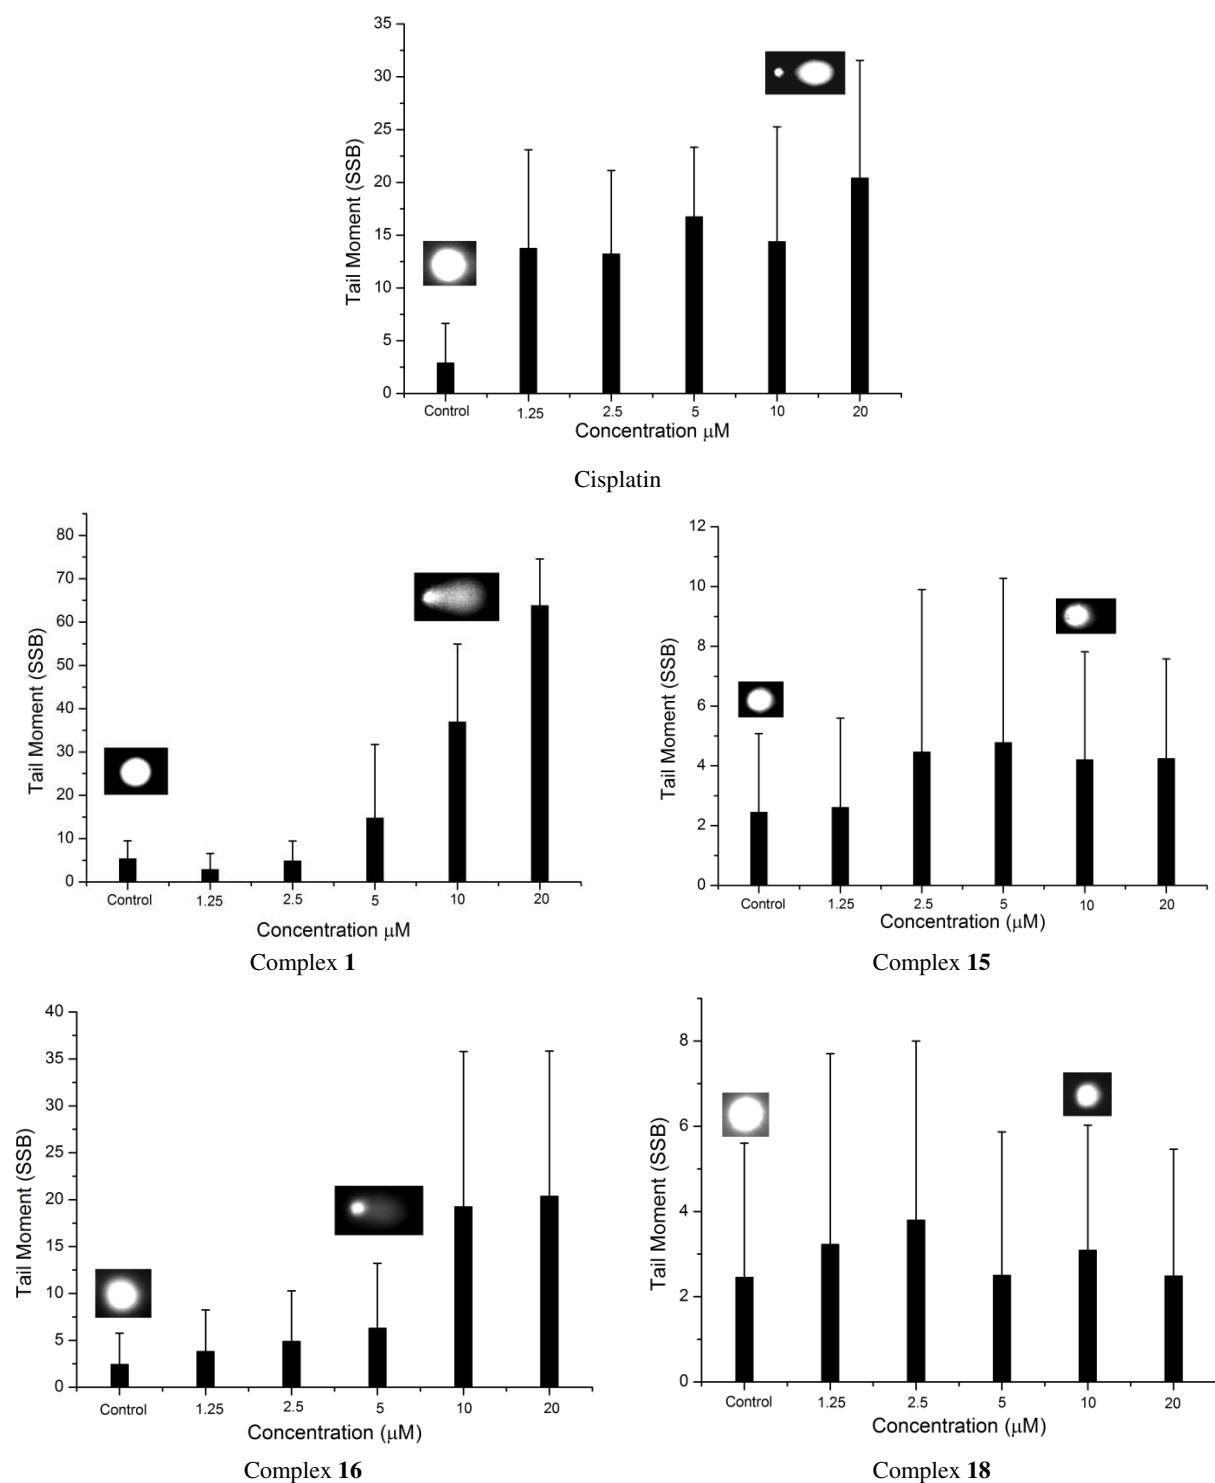 35
30
25
20
15
10
5
0
Tail Moment (SSB)
Control 1.25 2.5 5 10 20
Concentration μM
Cisplatin
80
70
60
50
40
30
20
10
0
Tail Moment (SSB)
Control 1.25 2.5 5 10 20
Concentration μM
Complex 1
12
10
8
6
4
2
0
Tail Moment (SSB)
Control 1.25 2.5 5 10 20
Concentration (μM)
Complex 15
40
35
30
25
20
15
10
5
0
Tail Moment (SSB)
Control 1.25 2.5 5 10 20
Concentration (μM)
Complex 16
8
6
4
2
0
Tail Moment (SSB)
Control 1.25 2.5 5 10 20
Concentration (μM)
Complex 18